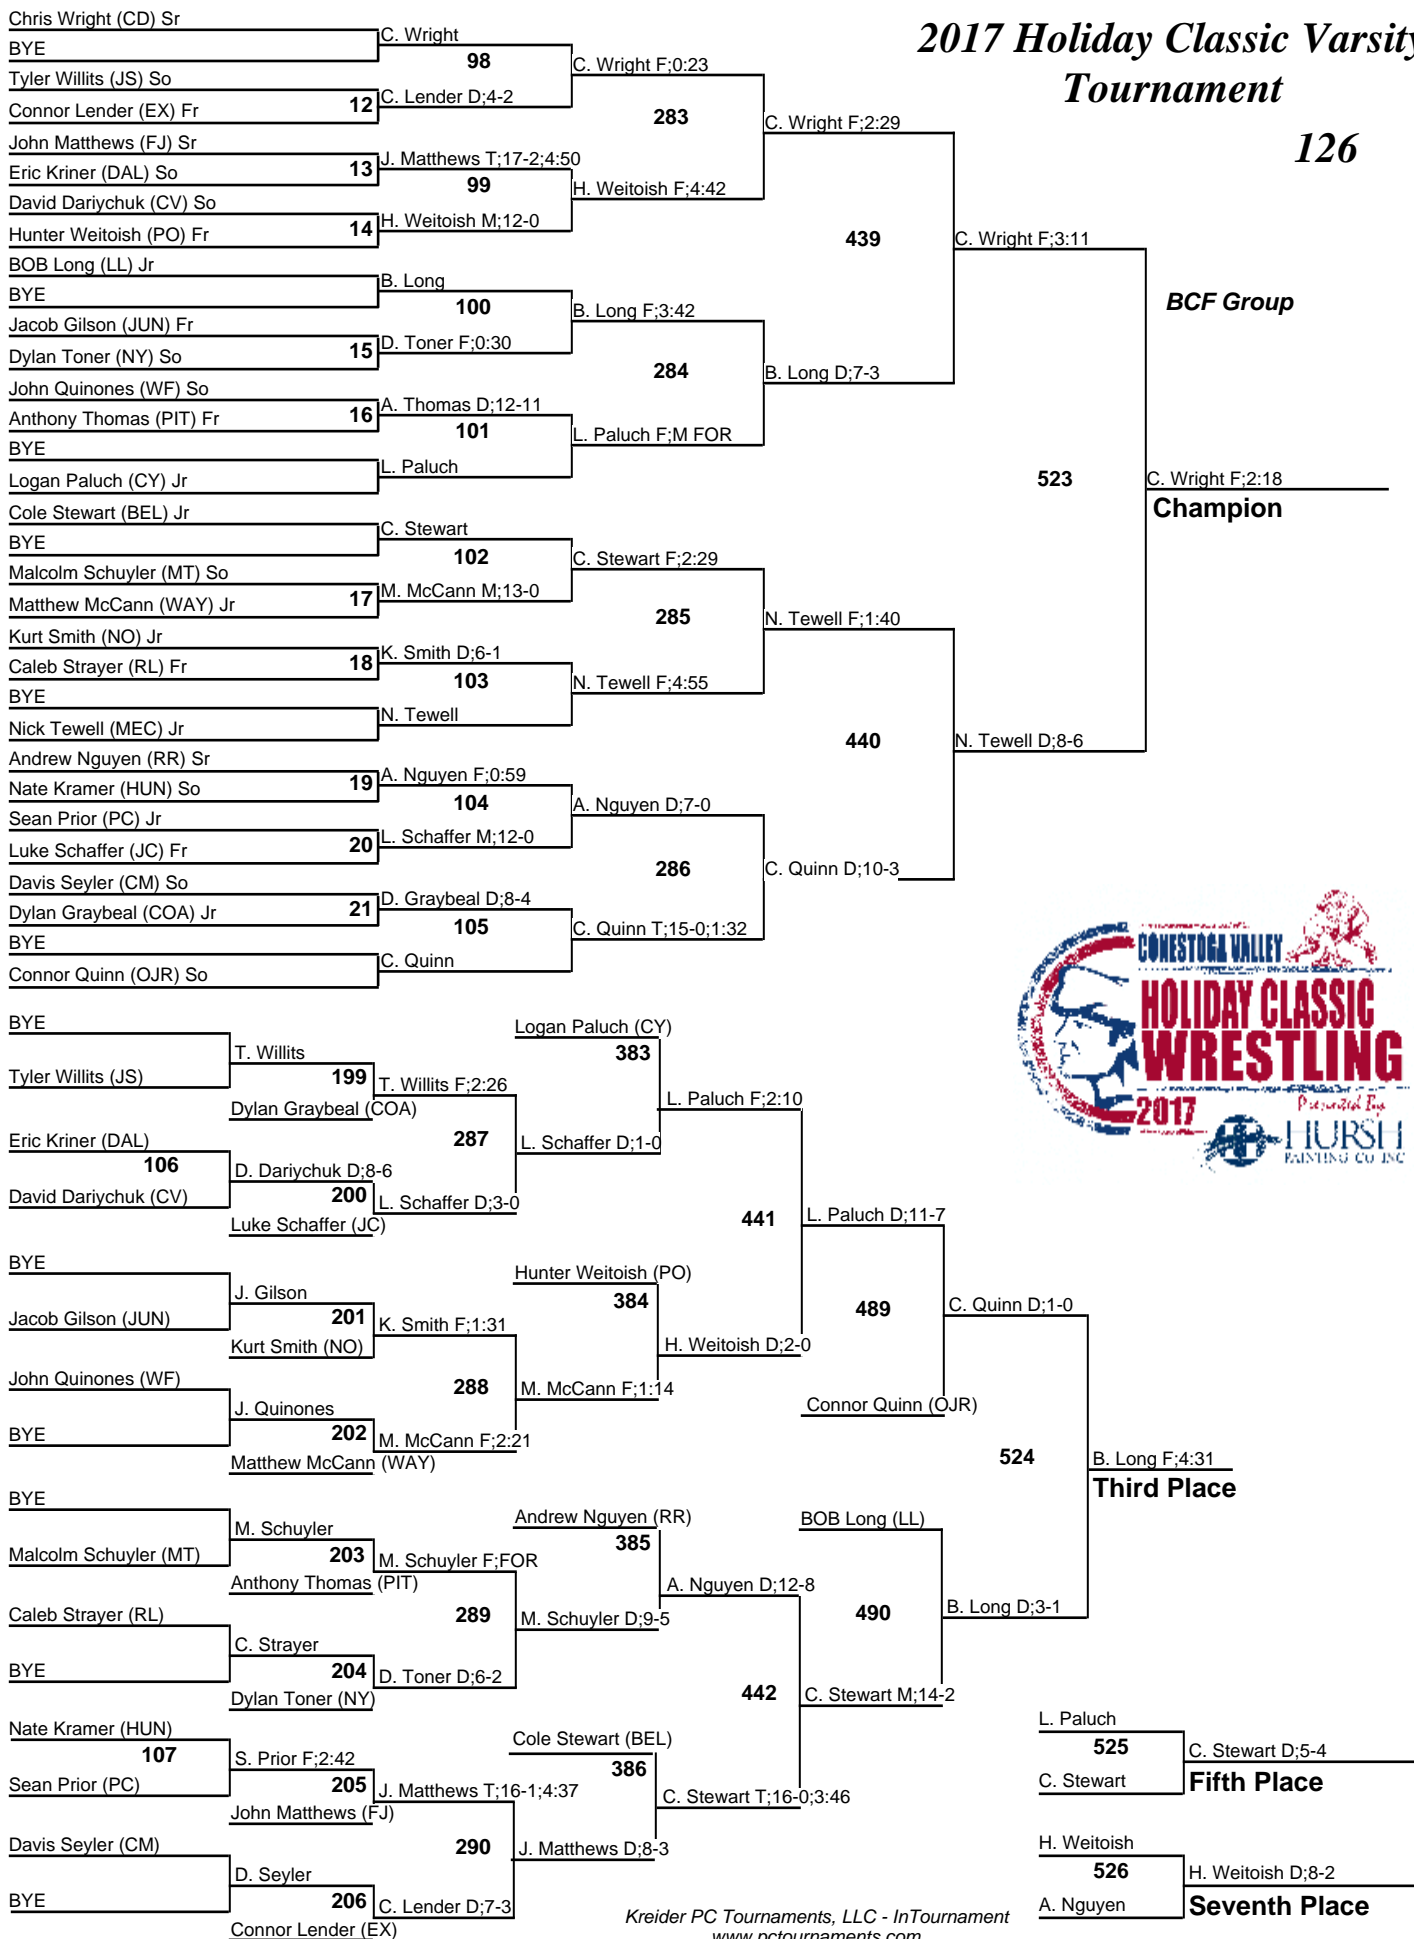 2017 Holiday Classic Varsity
Tournament
126
BCF Group
Chris Wright (CD) Sr
BYE
Tyler Willits (JS) So
Connor Lender (EX) Fr
John Matthews (FJ) Sr
Eric Kriner (DAL) So
David Dariychuk (CV) So
Hunter Weitoish (PO) Fr
BOB Long (LL) Jr
BYE
Jacob Gilson (JUN) Fr
Dylan Toner (NY) So
John Quinones (WF) So
Anthony Thomas (PIT) Fr
BYE
Logan Paluch (CY) Jr
Cole Stewart (BEL) Jr
BYE
Malcolm Schuyler (MT) So
Matthew McCann (WAY) Jr
Kurt Smith (NO) Jr
Caleb Strayer (RL) Fr
BYE
Nick Tewell (MEC) Jr
Andrew Nguyen (RR) Sr
Nate Kramer (HUN) So
Sean Prior (PC) Jr
Luke Schaffer (JC) Fr
Davis Seyler (CM) So
Dylan Graybeal (COA) Jr
BYE
Connor Quinn (OJR) So
12
13
14
15
16
17
18
19
20
21
C. Wright
98
C. Lender D;4-2
J. Matthews T;17-2;4:50
99
H. Weitoish M;12-0
B. Long
100
D. Toner F;0:30
A. Thomas D;12-11
101
L. Paluch
C. Stewart
102
M. McCann M;13-0
K. Smith D;6-1
103
N. Tewell
A. Nguyen F;0:59
104
L. Schaffer M;12-0
D. Graybeal D;8-4
105
C. Quinn
C. Wright F;0:23
283
H. Weitoish F;4:42
B. Long F;3:42
284
L. Paluch F;M FOR
C. Stewart F;2:29
285
N. Tewell F;4:55
A. Nguyen D;7-0
286
C. Quinn T;15-0;1:32
C. Wright F;2:29
439
B. Long D;7-3
N. Tewell F;1:40
440
C. Quinn D;10-3
C. Wright F;3:11
523
N. Tewell D;8-6
C. Wright F;2:18
Champion
CONESTOGA VALLEY
HOLIDAY CLASSIC
WRESTLING
2017
Presented By
HURSH
PAINTING CO INC
BYE
Tyler Willits (JS)
Eric Kriner (DAL)
106
David Dariychuk (CV)
BYE
Jacob Gilson (JUN)
John Quinones (WF)
BYE
BYE
Malcolm Schuyler (MT)
Caleb Strayer (RL)
BYE
Nate Kramer (HUN)
107
Sean Prior (PC)
Davis Seyler (CM)
BYE
T. Willits
199
Dylan Graybeal (COA)
D. Dariychuk D;8-6
200
Luke Schaffer (JC)
J. Gilson
201
Kurt Smith (NO)
J. Quinones
202
Matthew McCann (WAY)
M. Schuyler
203
Anthony Thomas (PIT)
C. Strayer
204
Dylan Toner (NY)
S. Prior F;2:42
205
John Matthews (FJ)
D. Seyler
206
Connor Lender (EX)
T. Willits F;2:26
287
L. Schaffer D;3-0
K. Smith F;1:31
288
M. McCann F;2:21
M. Schuyler F;FOR
289
D. Toner D;6-2
J. Matthews T;16-1;4:37
290
C. Lender D;7-3
Logan Paluch (CY)
383
L. Schaffer D;1-0
Hunter Weitoish (PO)
384
M. McCann F;1:14
Andrew Nguyen (RR)
385
M. Schuyler D;9-5
Cole Stewart (BEL)
386
J. Matthews D;8-3
L. Paluch F;2:10
441
H. Weitoish D;2-0
A. Nguyen D;12-8
442
C. Stewart T;16-0;3:46
L. Paluch D;11-7
489
Connor Quinn (OJR)
BOB Long (LL)
490
C. Stewart M;14-2
C. Quinn D;1-0
524
B. Long D;3-1
B. Long F;4:31
Third Place
L. Paluch
525
C. Stewart
C. Stewart D;5-4
Fifth Place
H. Weitoish
526
A. Nguyen
H. Weitoish D;8-2
Seventh Place
Kreider PC Tournaments, LLC - InTournament
www.pctournaments.com